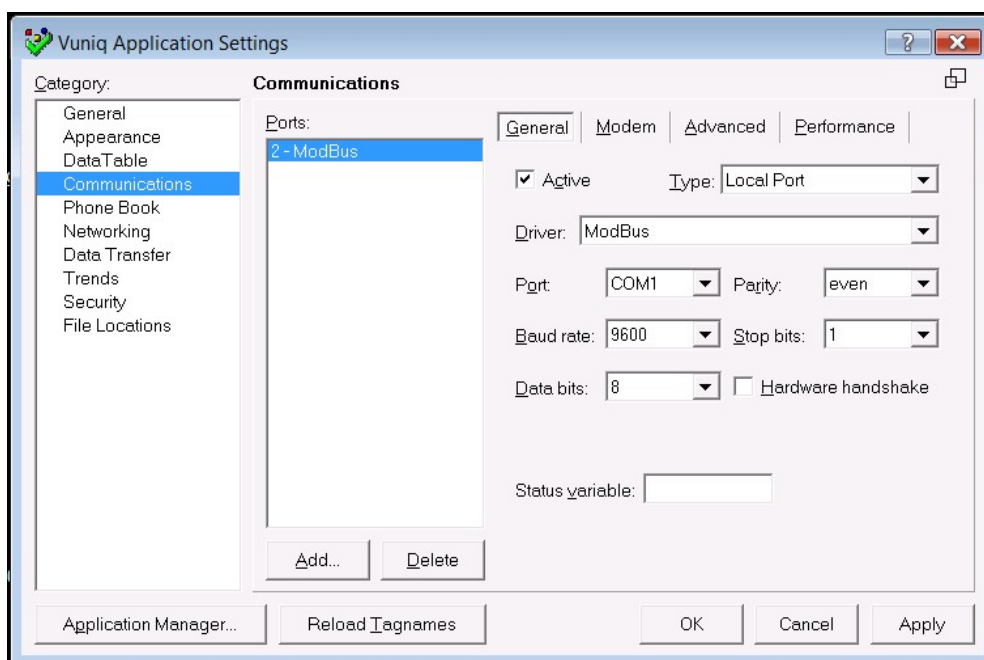 Vuniq Application Settings
Category:
General
Appearance
DataTable
Communications
Phone Book
Networking
Data Transfer
Trends
Security
File Locations
Communications
Ports:
2 - ModBus
Add...
Delete
General
Modem
Advanced
Performance
Active
Type: Local Port
Driver: ModBus
Port: COM1
Parity: even
Baud rate: 9600
Stop bits: 1
Data bits: 8
Hardware handshake
Status variable:
Application Manager...
Reload Tagnames
OK
Cancel
Apply